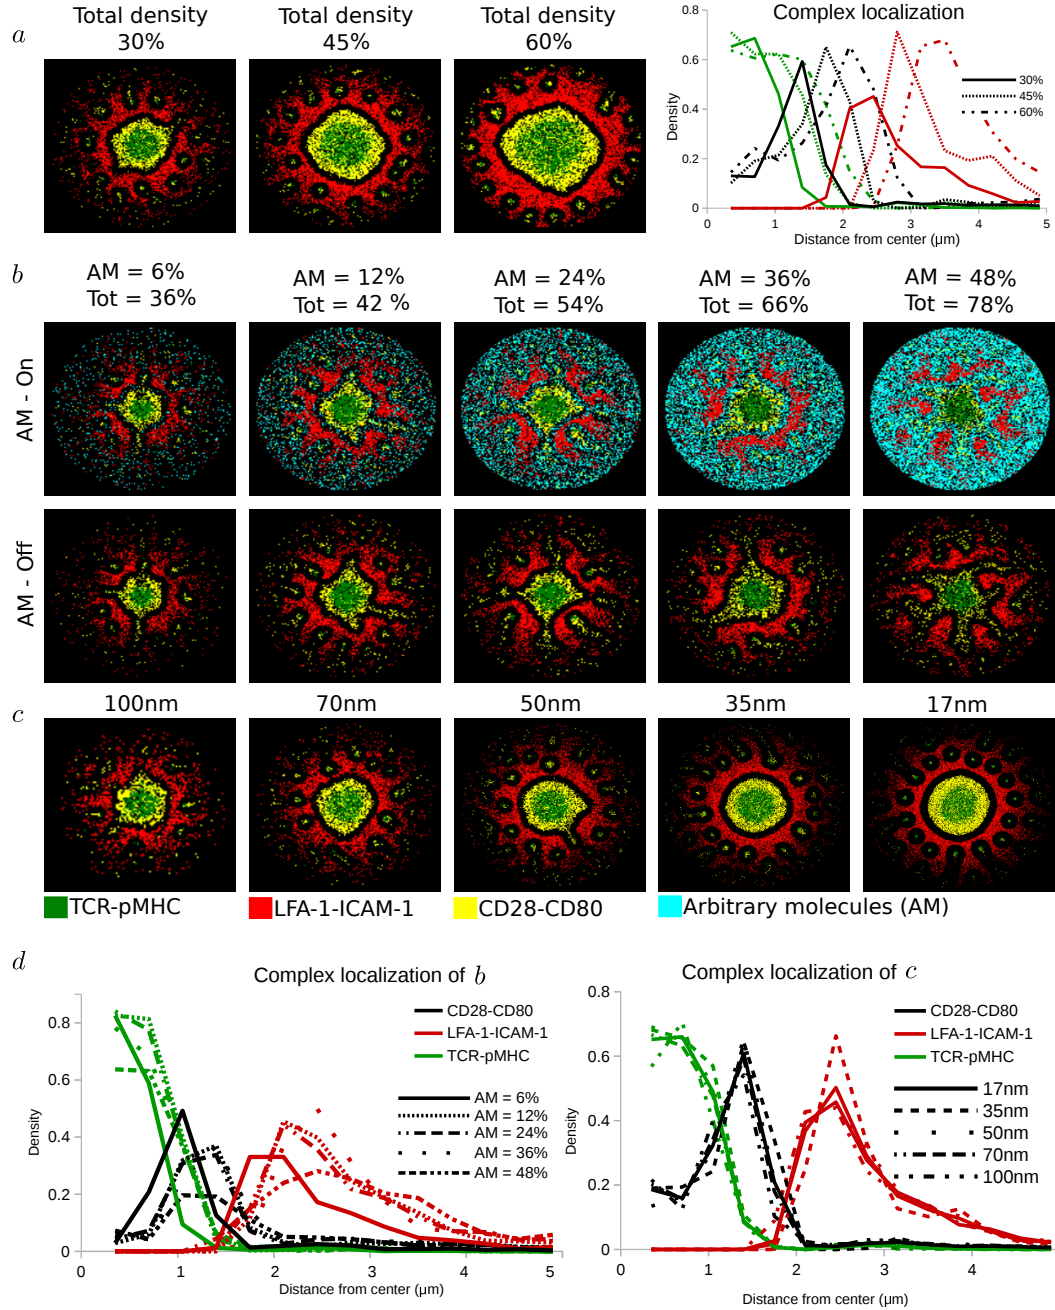 a
Total density
30%
Total density
45%
Total density
60%
Complex localization
0.8
0.6
0.4
0.2
0
Density
30%
45%
60%
0
1
2
3
4
5
Distance from center (µm)
b
AM = 6%
Tot = 36%
AM = 12%
Tot = 42 %
AM = 24%
Tot = 54%
AM = 36%
Tot = 66%
AM = 48%
Tot = 78%
AM - On
AM - Off
c
100nm
70nm
50nm
35nm
17nm
TCR-pMHC
LFA-1-ICAM-1
CD28-CD80
Arbitrary molecules (AM)
d
Complex localization of b
0.8
0.6
0.4
0.2
0
Density
CD28-CD80
LFA-1-ICAM-1
TCR-pMHC
AM = 6%
AM = 12%
AM = 24%
AM = 36%
AM = 48%
0
1
2
3
4
5
Distance from center (µm)
Complex localization of c
0.8
0.6
0.4
0.2
0
Density
CD28-CD80
LFA-1-ICAM-1
TCR-pMHC
17nm
35nm
50nm
70nm
100nm
0
1
2
3
4
Distance from center (µm)